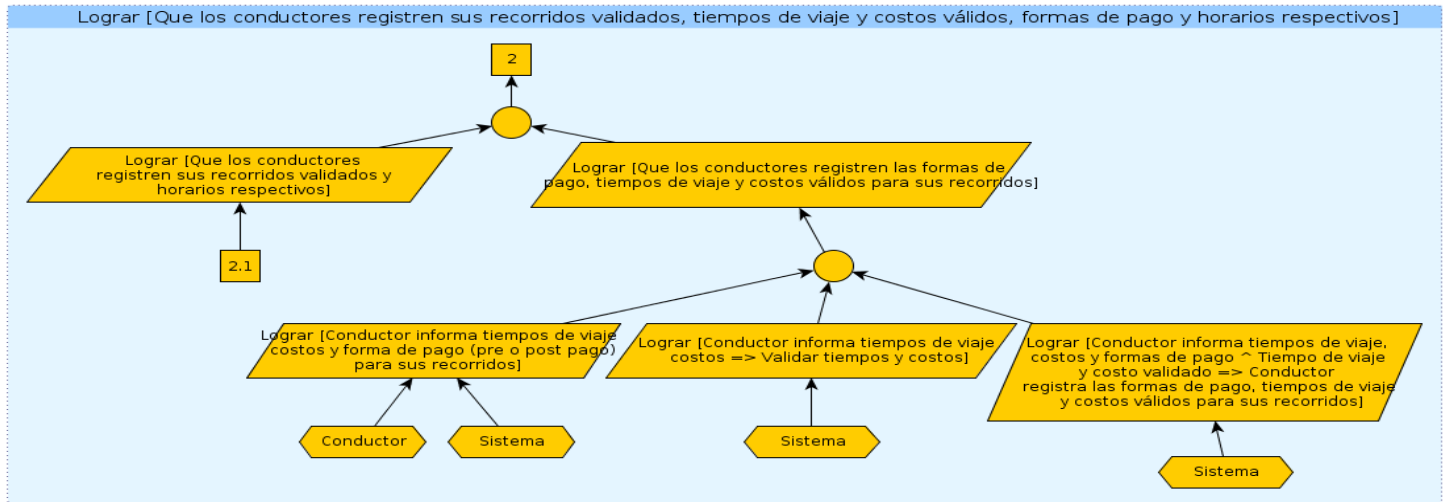 Lograr [Que los conductores registren sus recorridos validados, tiempos de viaje y costos válidos, formas de pago y horarios respectivos]
2
Lograr [Que los conductores
registren sus recorridos validados y
horarios respectivos]
Lograr [Que los conductores registren las formas de
pago, tiempos de viaje y costos válidos para sus recorridos]
2.1
Lograr [Conductor informa tiempos de viaje
costos y forma de pago (pre o post pago)
para sus recorridos]
Lograr [Conductor informa tiempos de viaje
costos => Validar tiempos y costos]
Lograr [Conductor informa tiempos de viaje,
costos y formas de pago ^ Tiempo de viaje
y costo validado => Conductor
registra las formas de pago, tiempos de viaje
y costos válidos para sus recorridos]
Conductor
Sistema
Sistema
Sistema